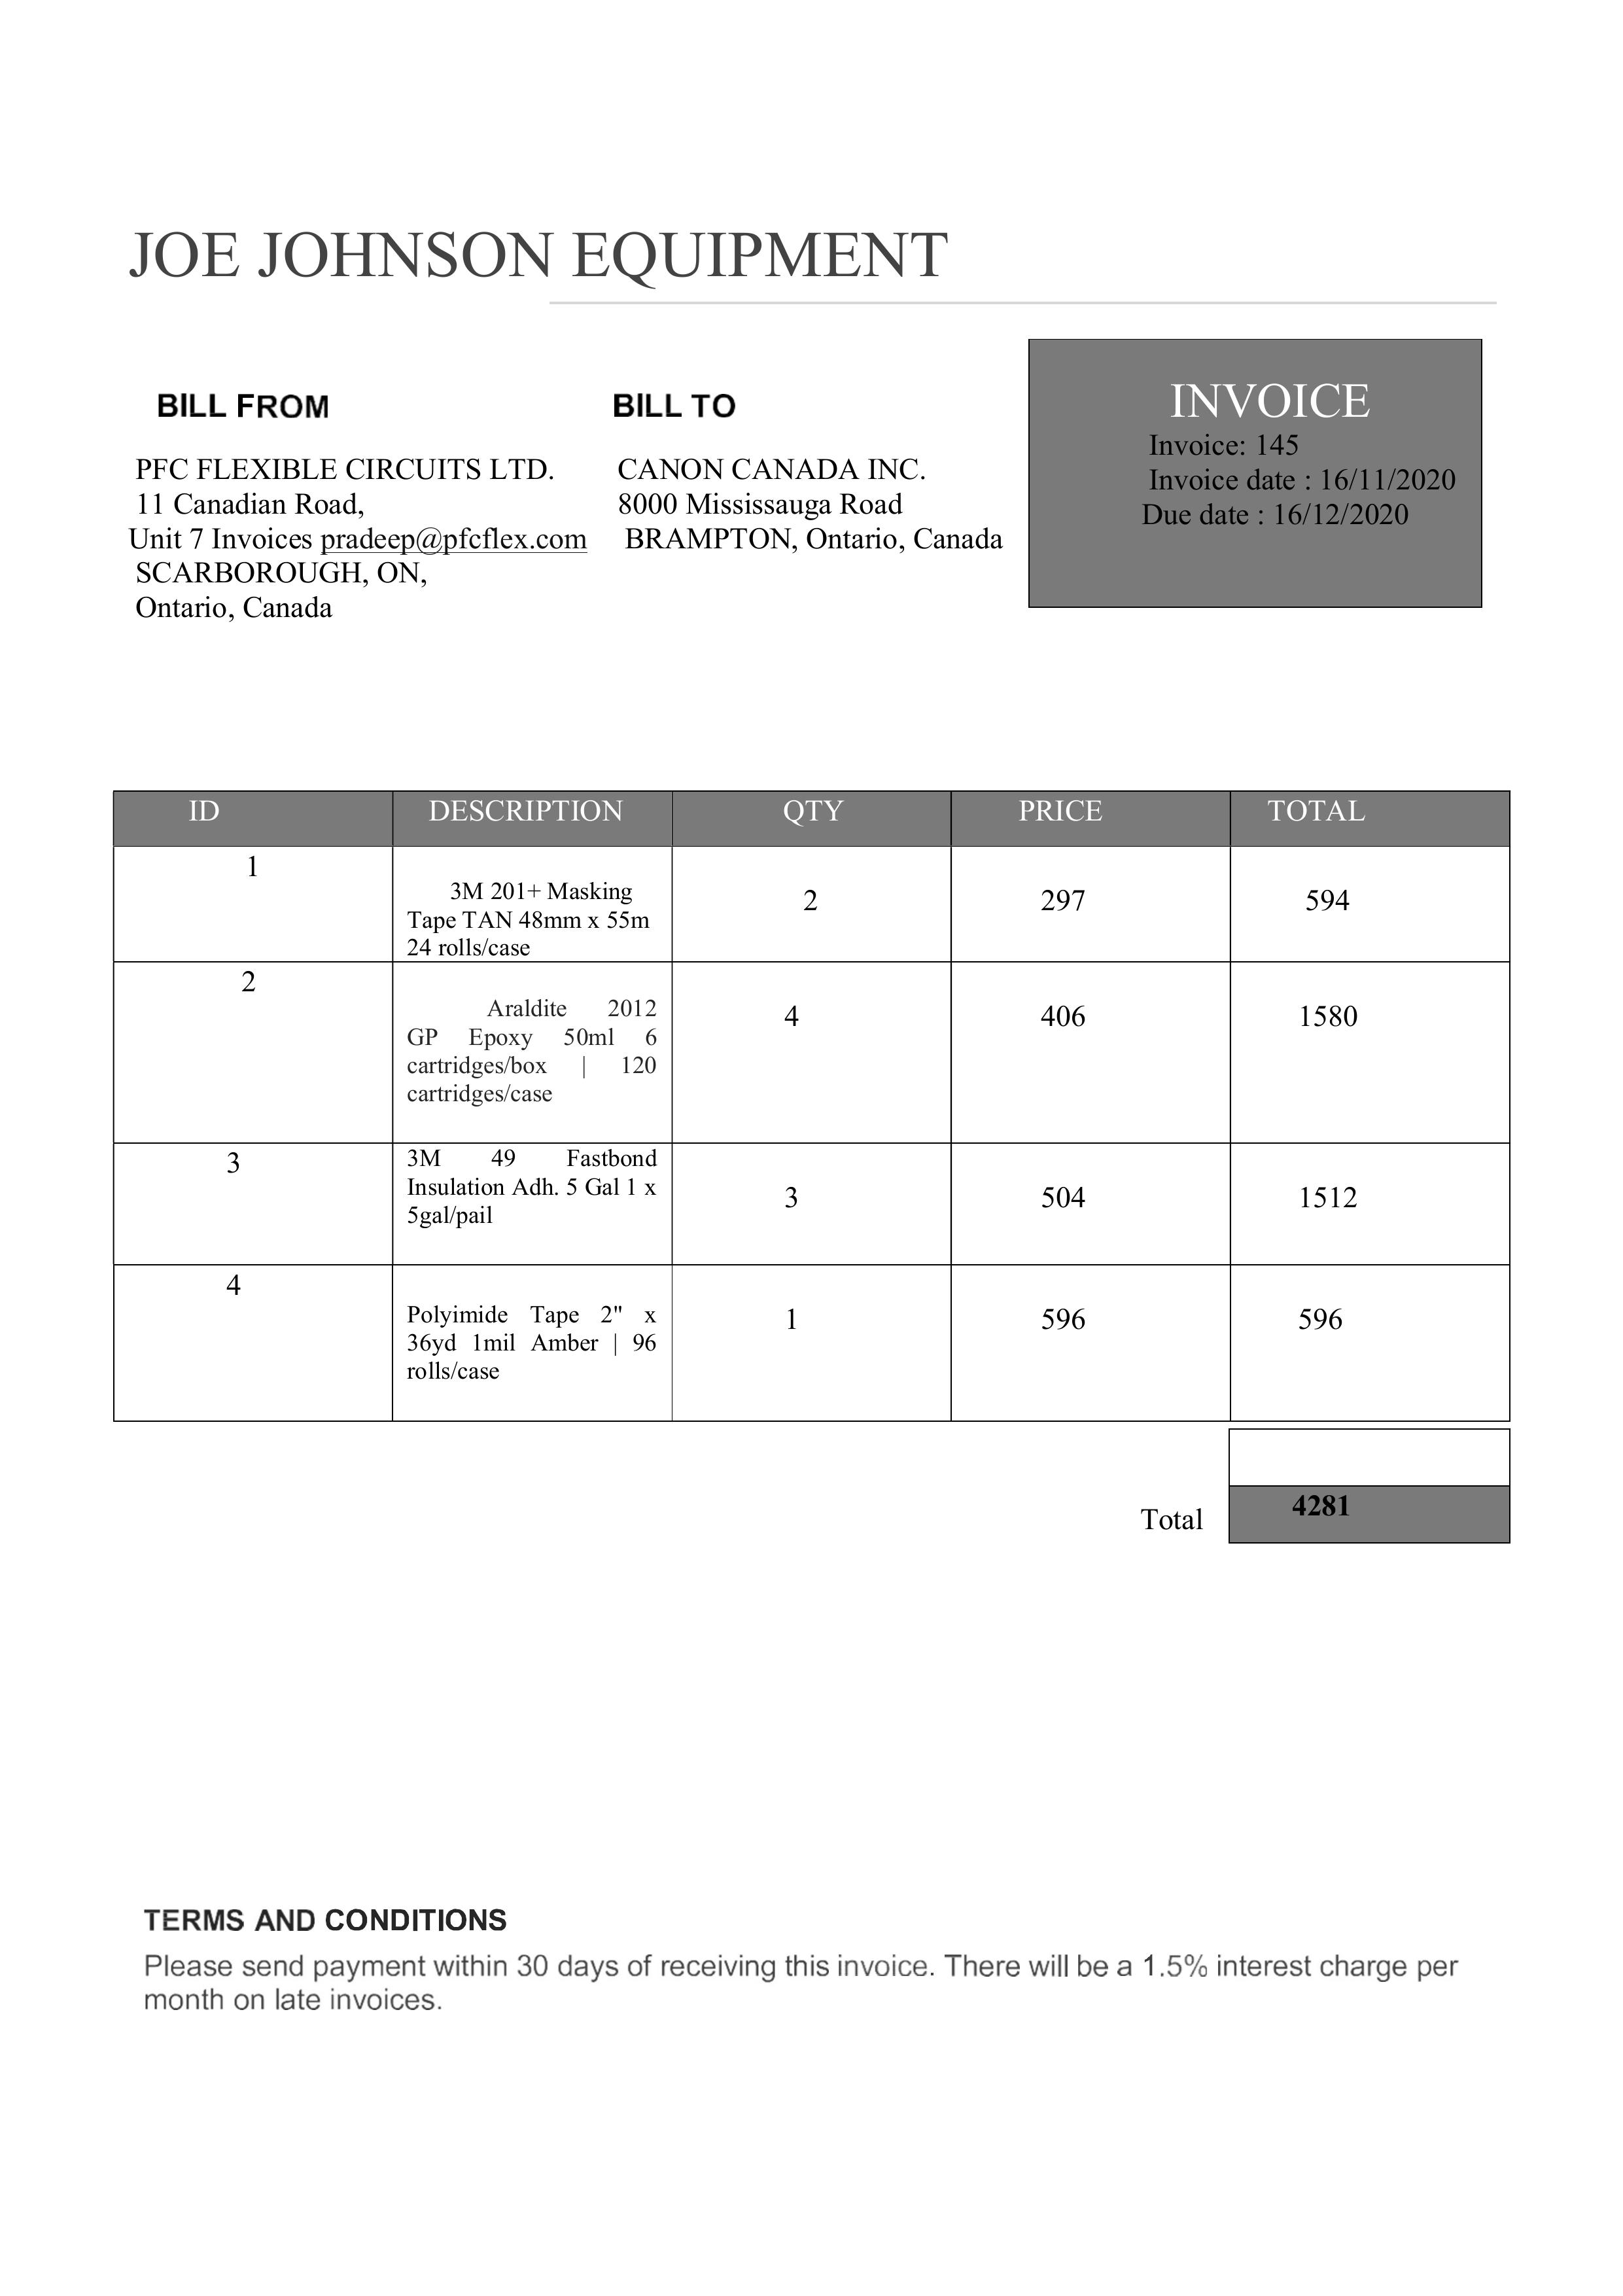 JOE JOHNSON EQUIPMENT
BILL FROM
PFC FLEXIBLE CIRCUITS LTD.
11 Canadian Road,
Unit 7 Invoices pradeep@pfcflex.com
SCARBOROUGH, ON,
Ontario, Canada
BILL TO
CANON CANADA INC.
8000 Mississauga Road
BRAMPTON, Ontario, Canada
INVOICE
Invoice: 145
Invoice date : 16/11/2020
Due date : 16/12/2020
ID DESCRIPTION QTY PRICE TOTAL
1
3M 201+ Masking
Tape TAN 48mm x 55m
24 rolls/case
2 297 594
2
Araldite 2012
GP Epoxy 50ml 6
cartridges/box | 120
cartridges/case
4 406 1580
3
3M 49 Fastbond
Insulation Adh. 5 Gal 1 x
5gal/pail
3 504 1512
4
Polyimide Tape 2" x
36yd 1mil Amber | 96
rolls/case
1 596 596
Total 4281
TERMS AND CONDITIONS
Please send payment within 30 days of receiving this invoice. There will be a 1.5% interest charge per
month on late invoices.